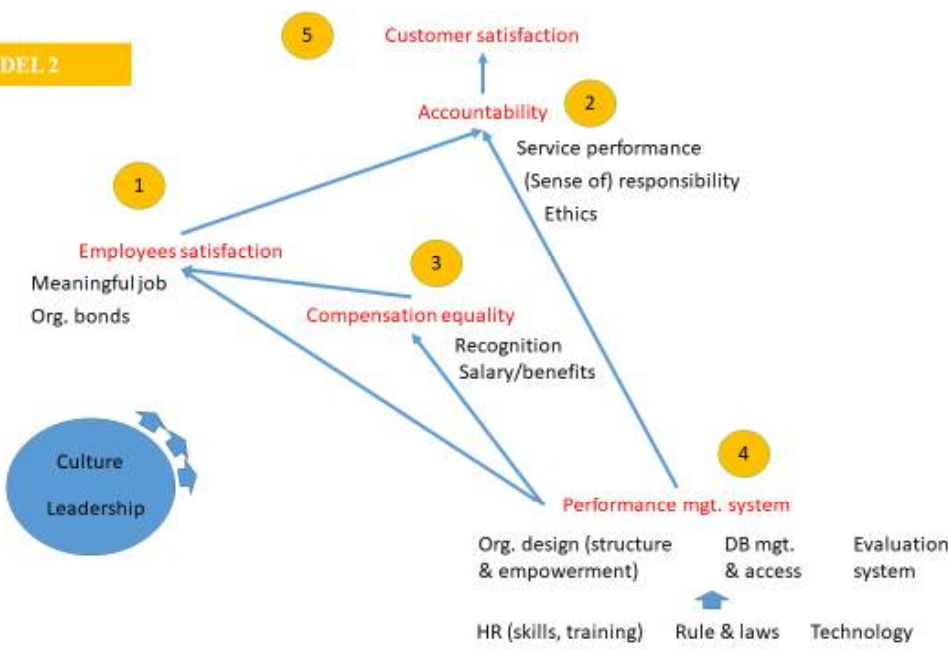 5
Customer satisfaction
DEL 2
Accountability
2
Service performance
(Sense of) responsibility
Ethics
1
Employees satisfaction
Meaningful job
Org. bonds
3
Compensation equality
Recognition
Salary/benefits
Culture
Leadership
4
Performance mgt. system
Org. design (structure
& empowerment)
DB mgt.
& access
Evaluation
system
HR (skills, training)
Rule & laws
Technology